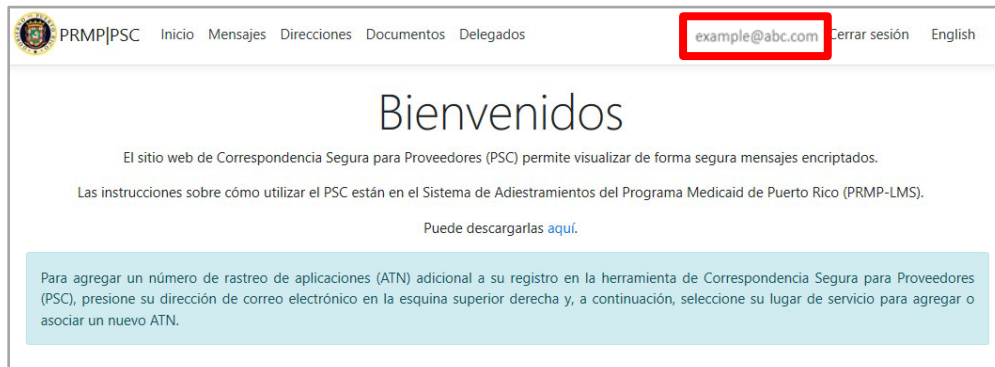 PRMP|PSC Inicio Mensajes Direcciones Documentos Delegados example@abc.com Cerrar sesión English
Bienvenidos
El sitio web de Correspondencia Segura para Proveedores (PSC) permite visualizar de forma segura mensajes encriptados.
Las instrucciones sobre cómo utilizar el PSC están en el Sistema de Adiestramientos del Programa Medicaid de Puerto Rico (PRMP-LMS).
Puede descargarlas aquí.
Para agregar un número de rastreo de aplicaciones (ATN) adicional a su registro en la herramienta de Correspondencia Segura para Proveedores
(PSC), presione su dirección de correo electrónico en la esquina superior derecha y, a continuación, seleccione su lugar de servicio para agregar o
asociar un nuevo ATN.